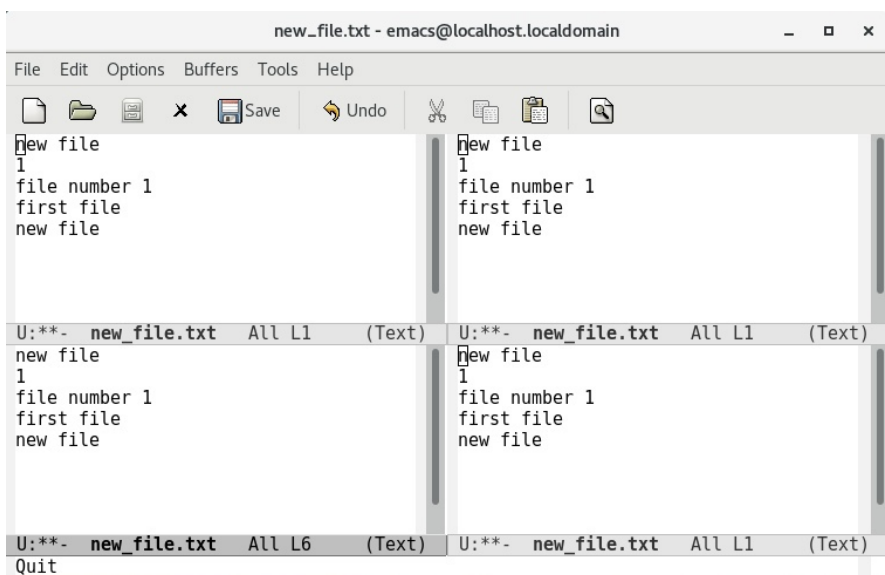 new_file.txt - emacs@localhost.localdomain
File Edit Options Buffers Tools Help
Save Undo
new file
1
file number 1
first file
new file
U:**- new_file.txt All L1 (Text)
new file
1
file number 1
first file
new file
U:**- new_file.txt All L1 (Text)
new file
1
file number 1
first file
new file
U:**- new_file.txt All L6 (Text)
new file
1
file number 1
first file
new file
U:**- new_file.txt All L1 (Text)
Quit